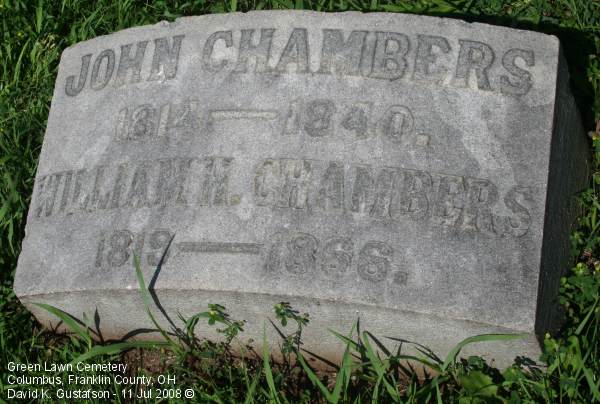 JOHN CHAMBERS
1814 — 1840.
WILLIAM H. CHAMBERS
1819 — 1866.
Green Lawn Cemetery
Columbus, Franklin County, OH
David K. Gustafson - 11 Jul 2008 ©